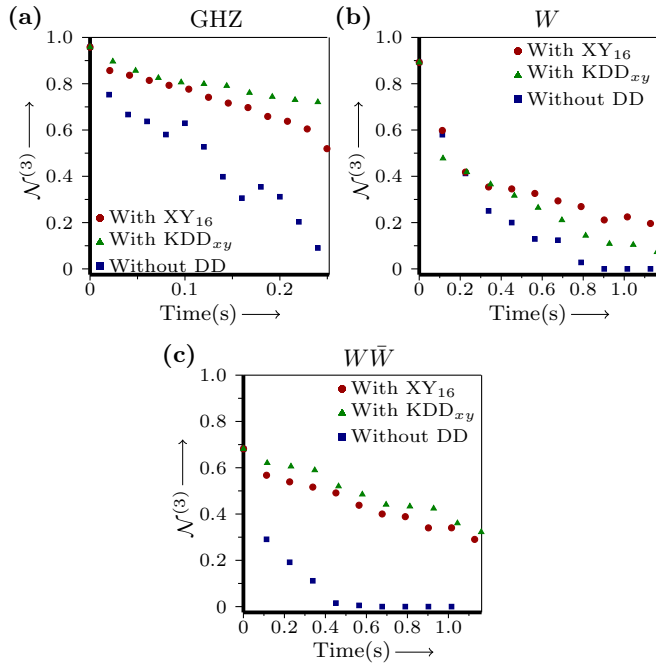 (a)
GHZ
1.0
0.8
0.6
0.4
0.2
0
𝒩⁽³⁾ ⟶
With XY₁₆
With KDDₓᵧ
Without DD
0 0.1 0.2
Time(s) ⟶
(b)
W
1.0
0.8
0.6
0.4
0.2
0
𝒩⁽³⁾ ⟶
With XY₁₆
With KDDₓᵧ
Without DD
0 0.2 0.4 0.6 0.8 1.0
Time(s) ⟶
(c)
WW̄
1.0
0.8
0.6
0.4
0.2
0
𝒩⁽³⁾ ⟶
With XY₁₆
With KDDₓᵧ
Without DD
0 0.2 0.4 0.6 0.8 1.0
Time(s) ⟶